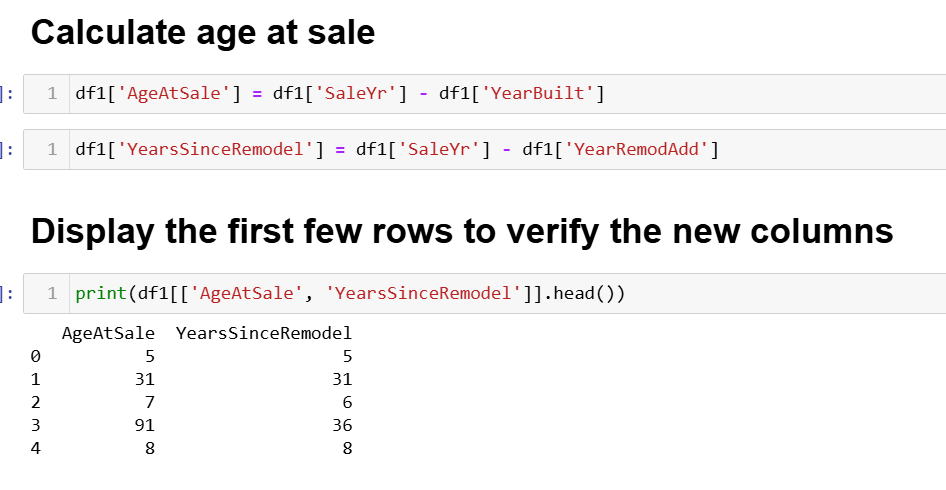 Calculate age at sale
]: 1 df1['AgeAtSale'] = df1['SaleYr'] - df1['YearBuilt']
]: 1 df1['YearsSinceRemodel'] = df1['SaleYr'] - df1['YearRemodAdd']
Display the first few rows to verify the new columns
]: 1 print(df1[['AgeAtSale', 'YearsSinceRemodel']].head())
AgeAtSale YearsSinceRemodel
0 5 5
1 31 31
2 7 6
3 91 36
4 8 8